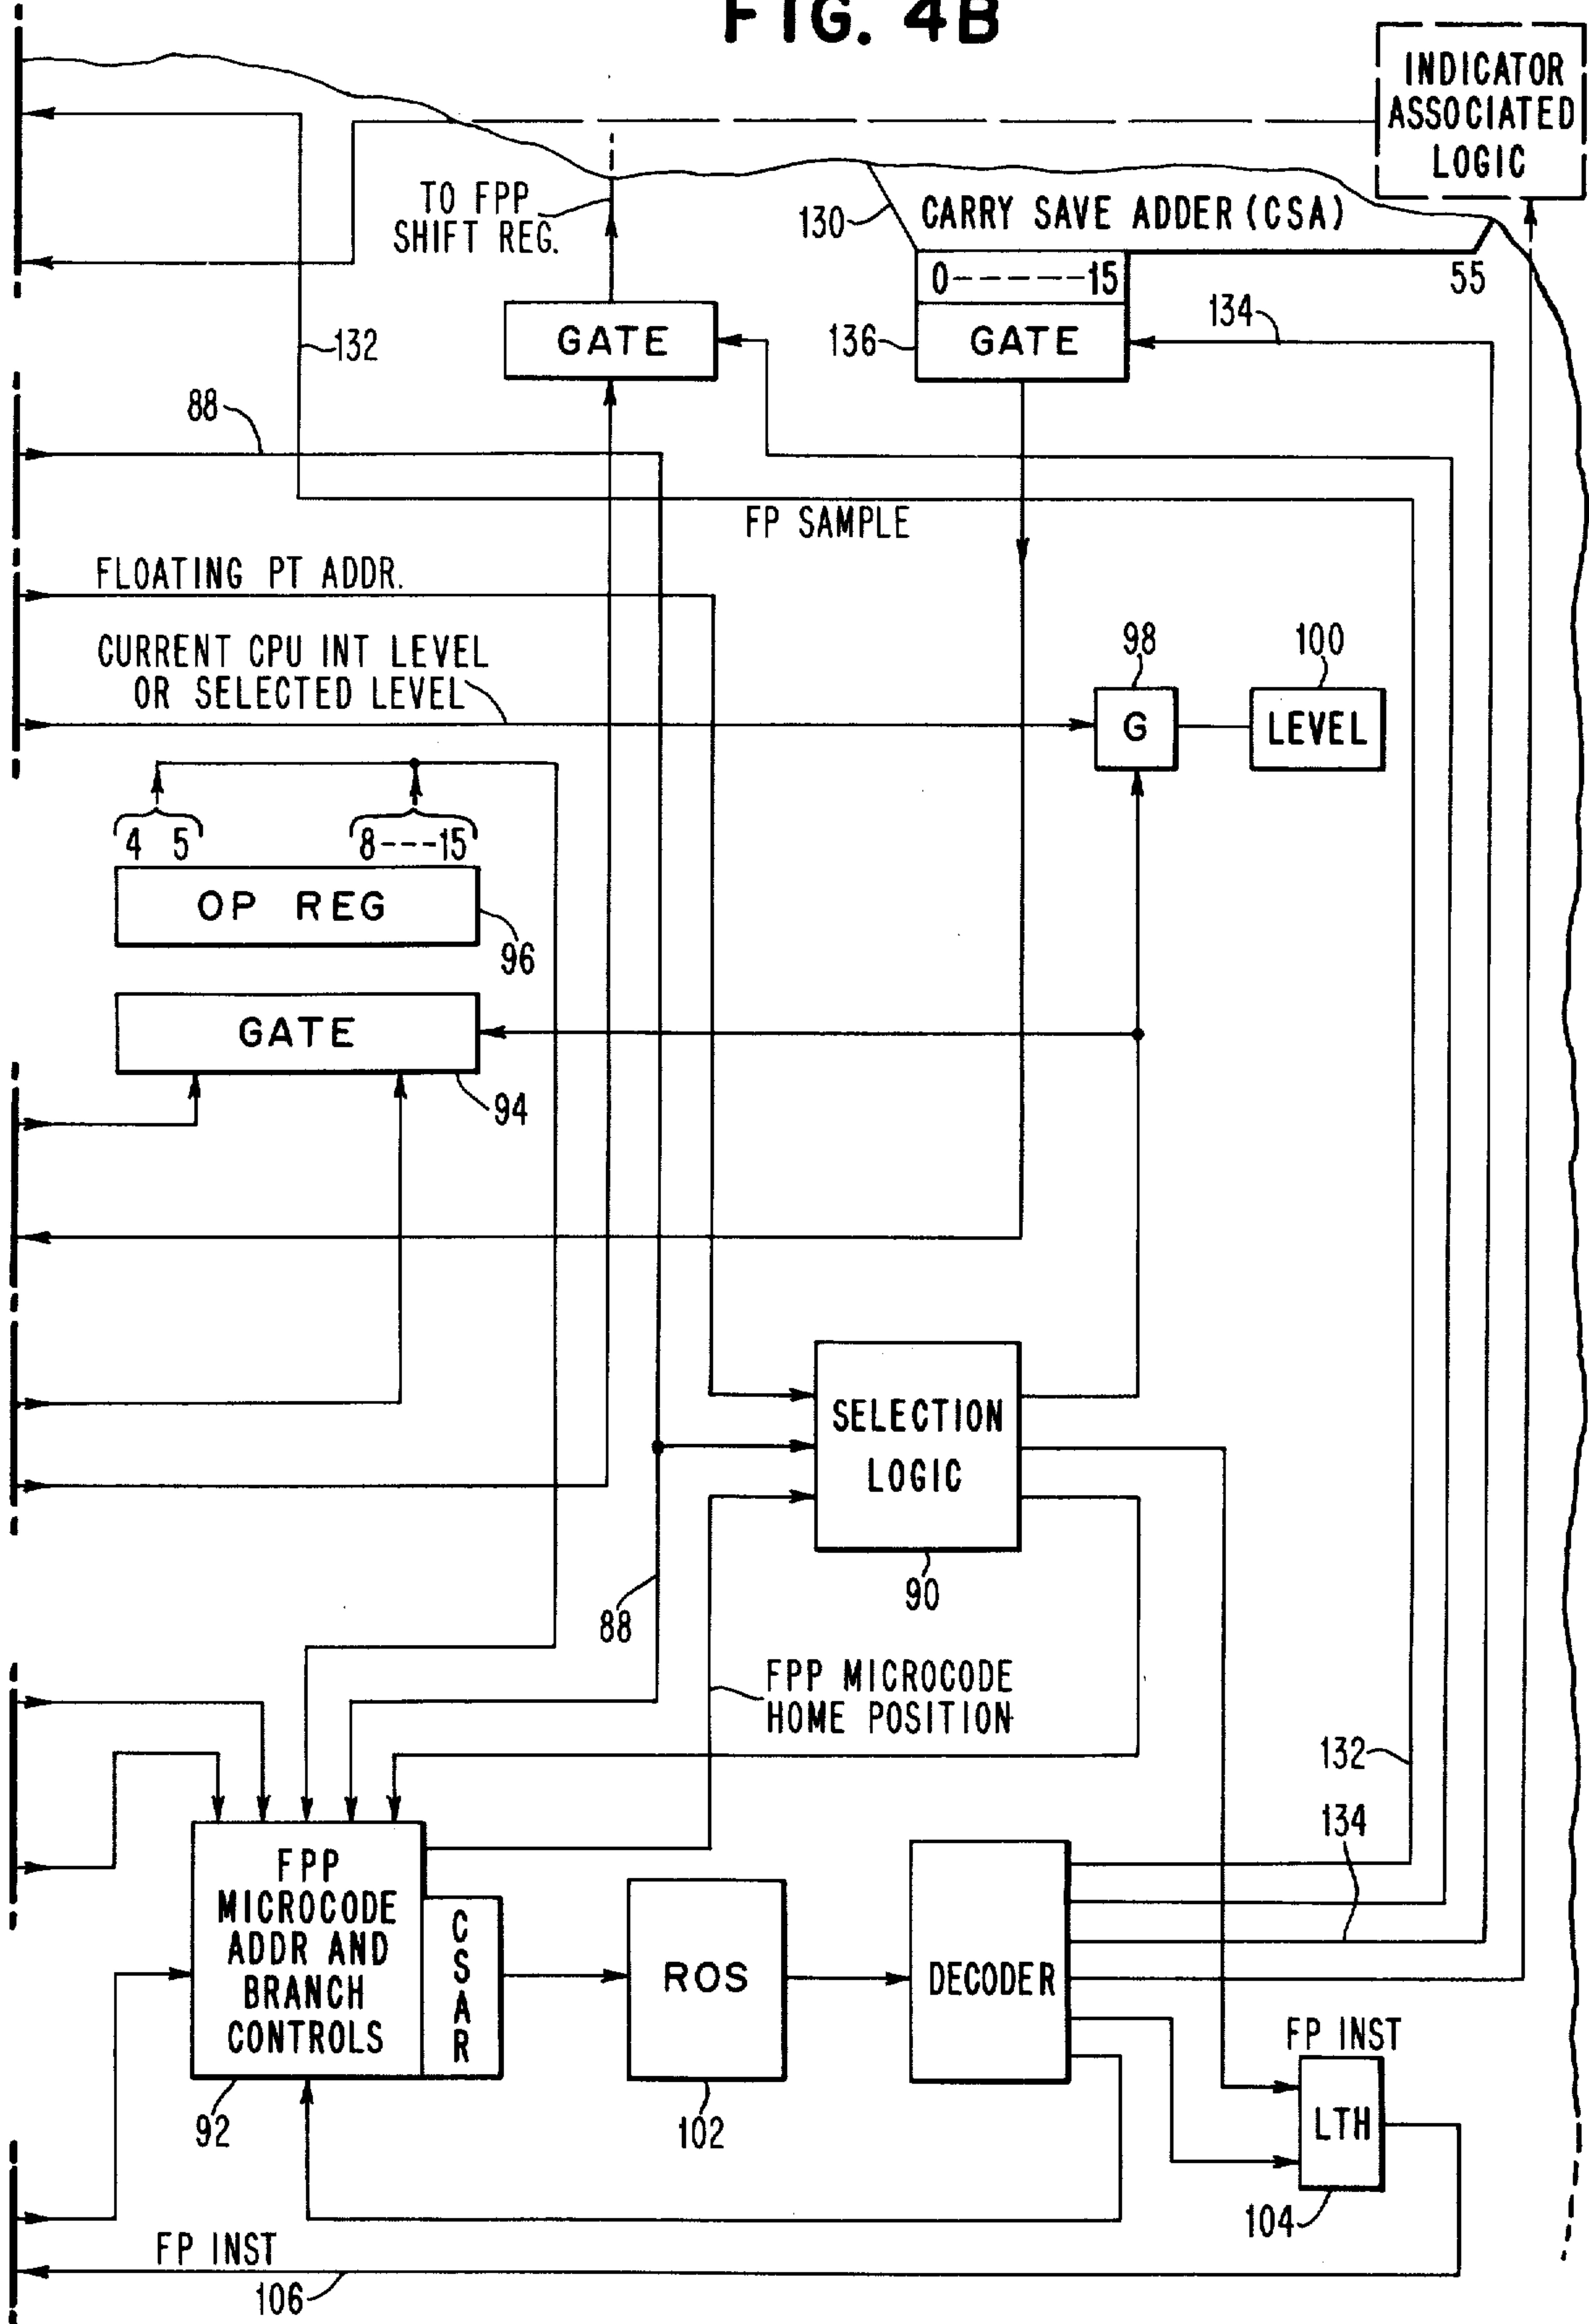 FIG. 4B
INDICATOR
ASSOCIATED
LOGIC
TO FPP
SHIFT REG.
130
CARRY SAVE ADDER (CSA)
0-----15
55
GATE
136
GATE
134
132
88
FP SAMPLE
FLOATING PT ADDR.
CURRENT CPU INT LEVEL
OR SELECTED LEVEL
98
100
G
LEVEL
4 5
8---15
OP REG
96
GATE
94
SELECTION
LOGIC
90
88
FPP MICROCODE
HOME POSITION
132
134
FPP
MICROCODE
ADDR AND
BRANCH
CONTROLS
CSAR
ROS
DECODER
FP INST
LTH
92
102
104
FP INST
106